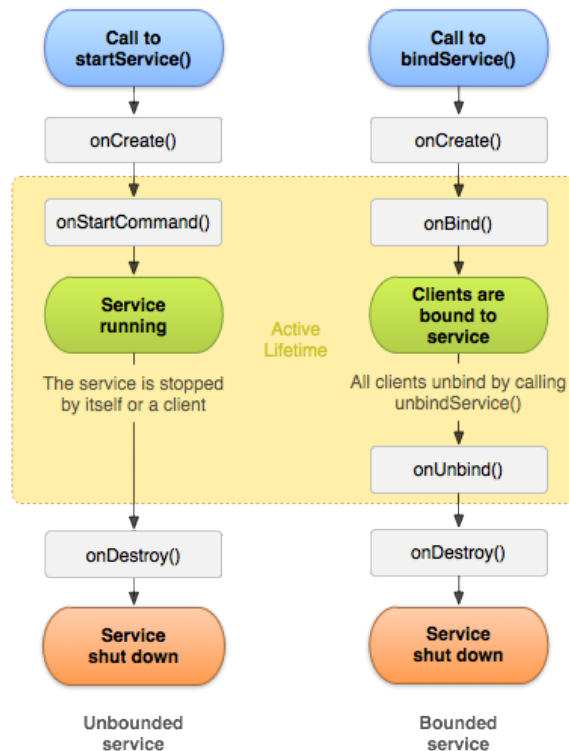 Call to
startService()
onCreate()
onStartCommand()
Service
running
The service is stopped
by itself or a client
onDestroy()
Service
shut down
Unbounded
service
Active
Lifetime
Call to
bindService()
onCreate()
onBind()
Clients are
bound to
service
All clients unbind by calling
unbindService()
onUnbind()
onDestroy()
Service
shut down
Bounded
service